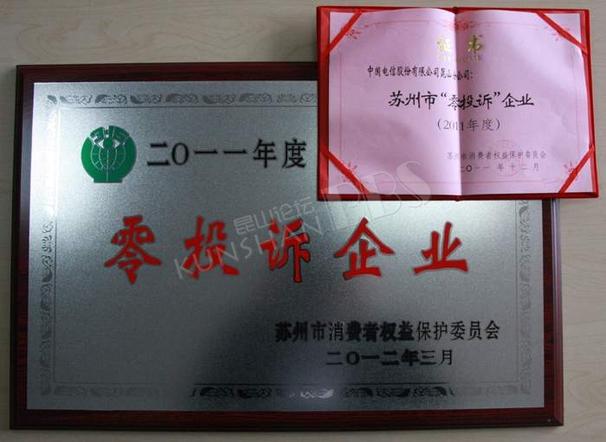 二〇一一年度
零投诉企业
苏州市消费者权益保护委员会
二〇一二年三月
证书
中国电信股份有限公司昆山分公司：
苏州市“零投诉”企业
（2011年度）
苏州市消费者权益保护委员会
二〇一一年十二月
昆山论坛
KUNSHAN BBS